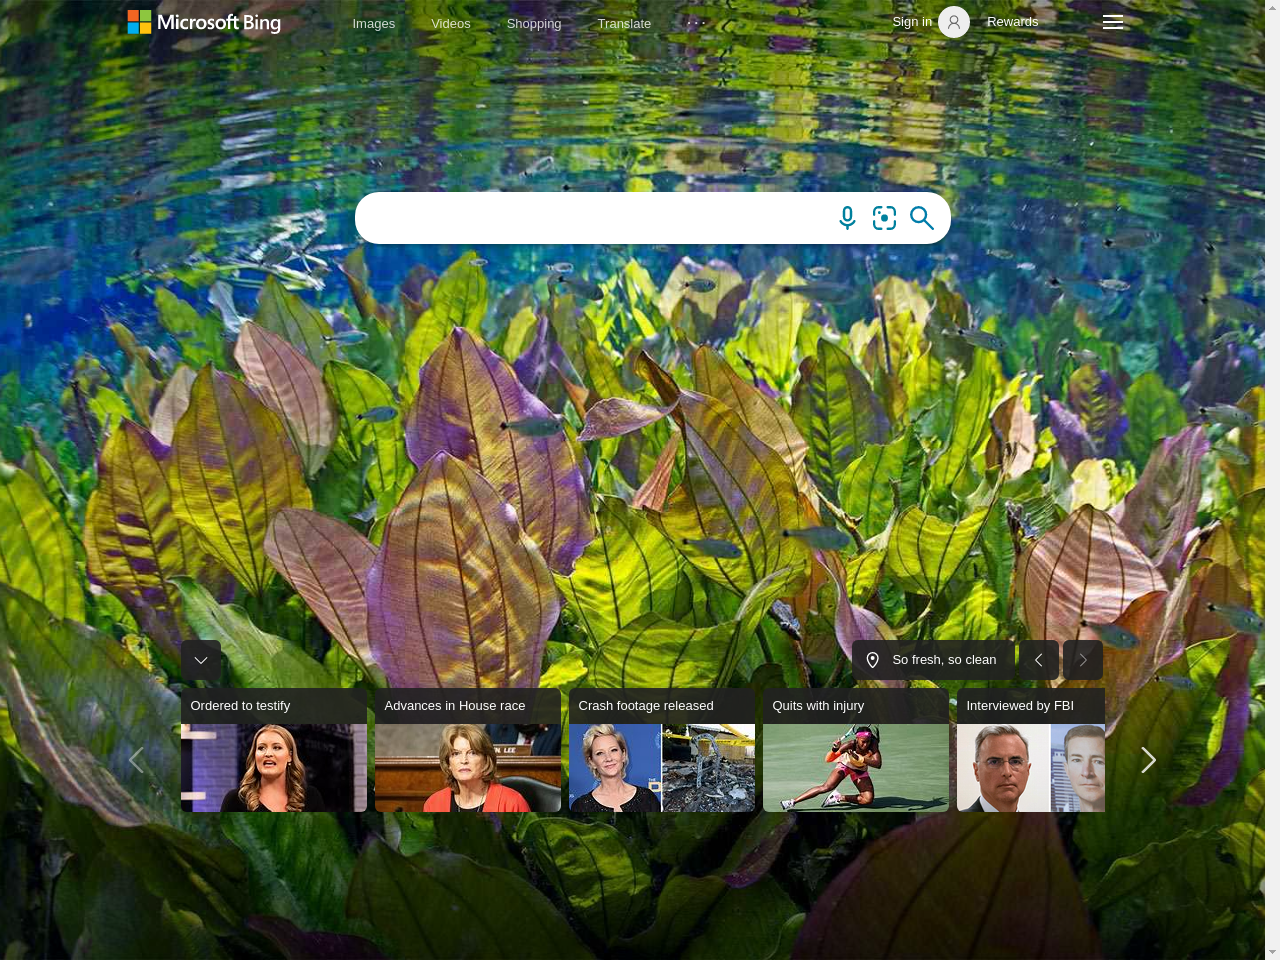 Microsoft Bing
Images
Videos
Shopping
Translate
Sign in
Rewards
So fresh, so clean
Ordered to testify
Advances in House race
Crash footage released
Quits with injury
Interviewed by FBI